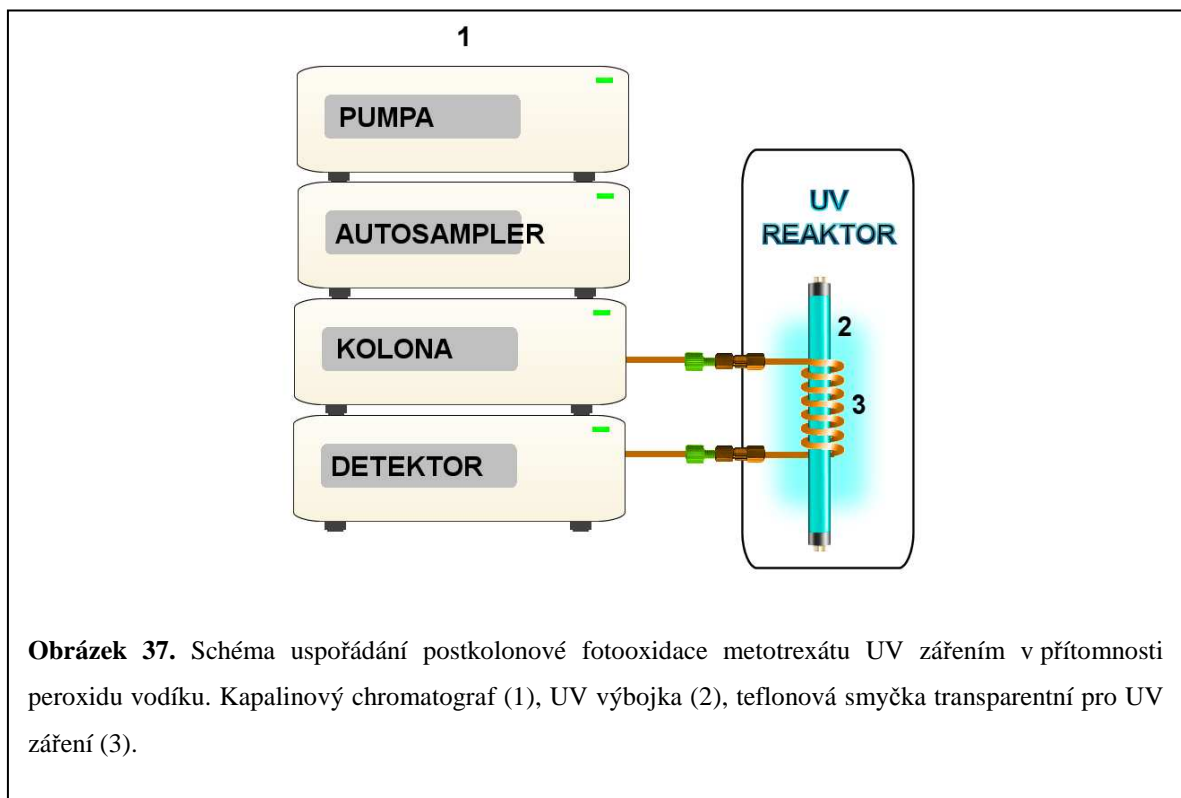 1
PUMPA
AUTOSAMPLER
KOLONA
DETEKTOR
UV
REAKTOR
2
3
Obrázek 37. Schéma uspořádání postkolonové fotooxidace metotrexátu UV zářením v přítomnosti
peroxidu vodíku. Kapalinový chromatograf (1), UV výbojka (2), teflonová smyčka transparentní pro UV
záření (3).